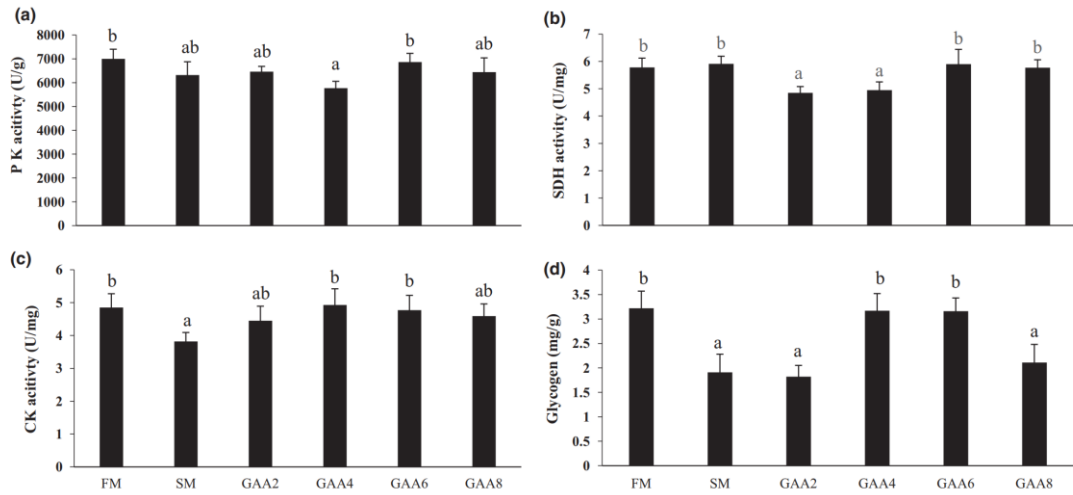 (a)
b ab ab a b ab
8000
7000
6000
5000
4000
3000
2000
1000
0
P K acitivty (U/g)
(b)
b b a a b b
7
6
5
4
3
2
1
0
SDH activity (U/mg)
(c)
b a ab b b ab
6
5
4
3
2
1
0
CK acitivty (U/mg)
FM SM GAA2 GAA4 GAA6 GAA8
(d)
b a a b b a
4
3.5
3
2.5
2
1.5
1
0.5
0
Glycogen (mg/g)
FM SM GAA2 GAA4 GAA6 GAA8